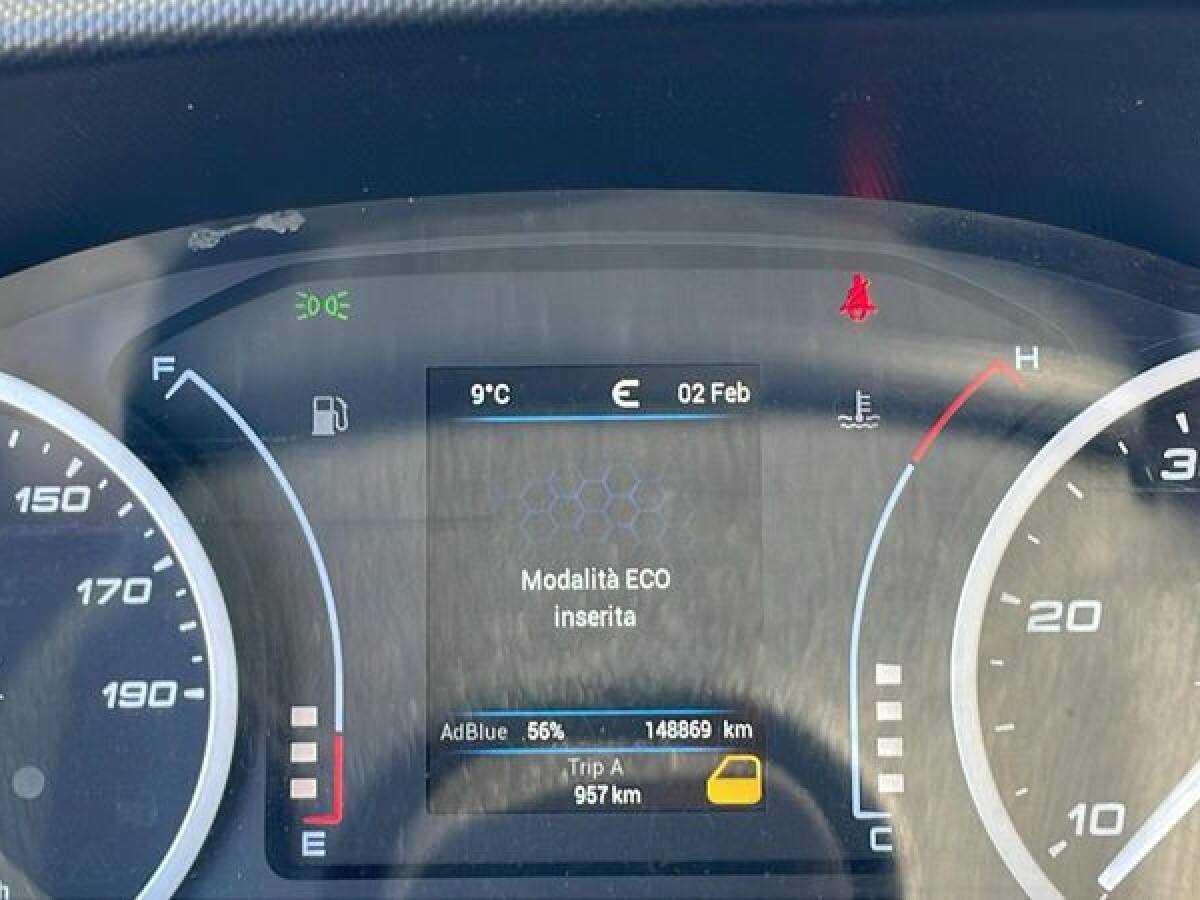 F
H
9°C Є 02 Feb
150
170
190
3
20
10
Modalità ECO
inserita
AdBlue 56% 148869 km
Trip A
957 km
E
C
h